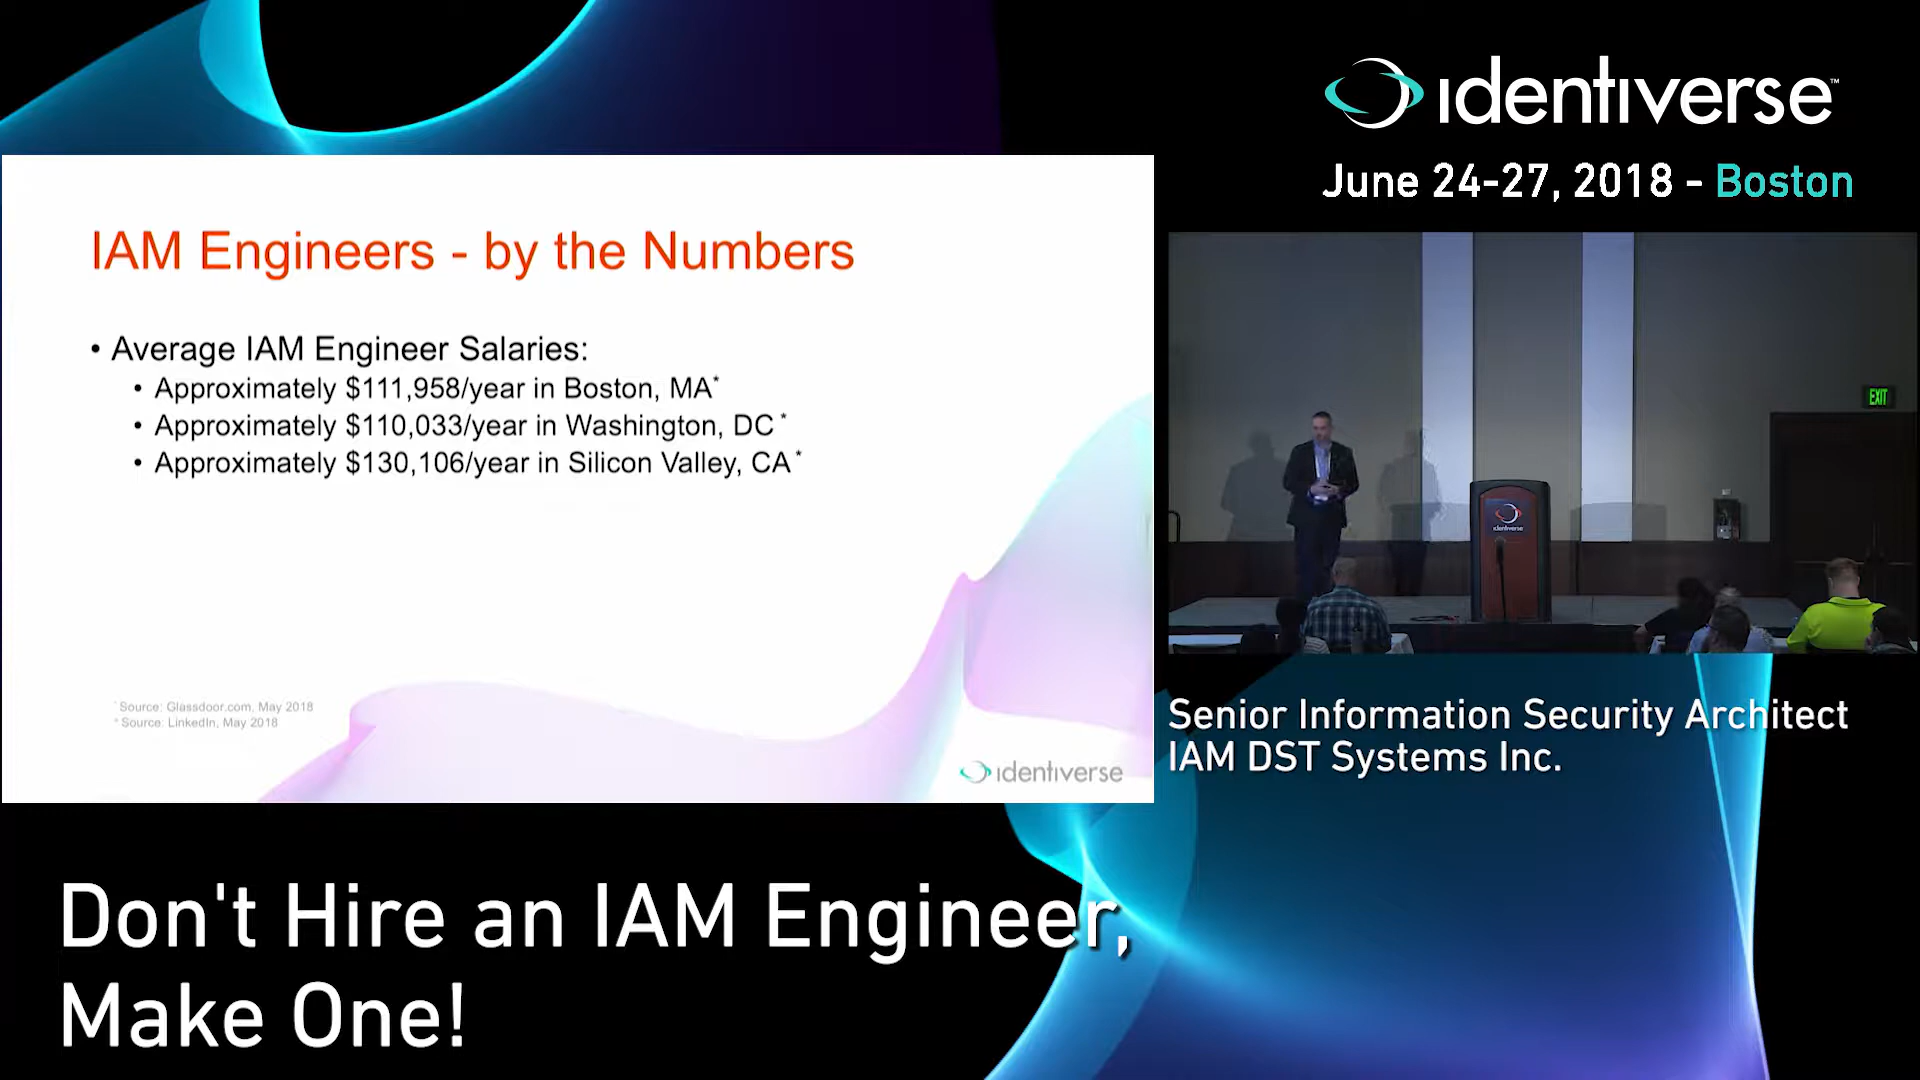 identiverse™
June 24-27, 2018 - Boston
IAM Engineers - by the Numbers
• Average IAM Engineer Salaries:
• Approximately $111,958/year in Boston, MA*
• Approximately $110,033/year in Washington, DC *
• Approximately $130,106/year in Silicon Valley, CA *
* Source: Glassdoor.com, May 2018
* Source: LinkedIn, May 2018
identiverse
EXIT
identiverse
Senior Information Security Architect
IAM DST Systems Inc.
Don't Hire an IAM Engineer,
Make One!